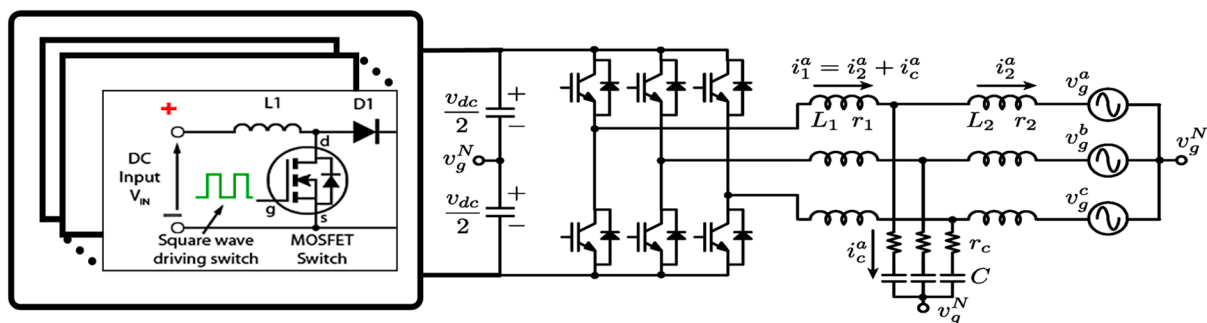 L1
D1
+
d
DC
Input
V_IN
g
s
−
Square wave
driving switch
MOSFET
Switch
v_dc/2
+
−
v_g^N
v_dc/2
+
−
i_1^a = i_2^a + i_c^a
i_2^a
L_1 r_1
L_2 r_2
v_g^a
v_g^b
v_g^N
v_g^c
i_c^a
r_c
C
v_g^N